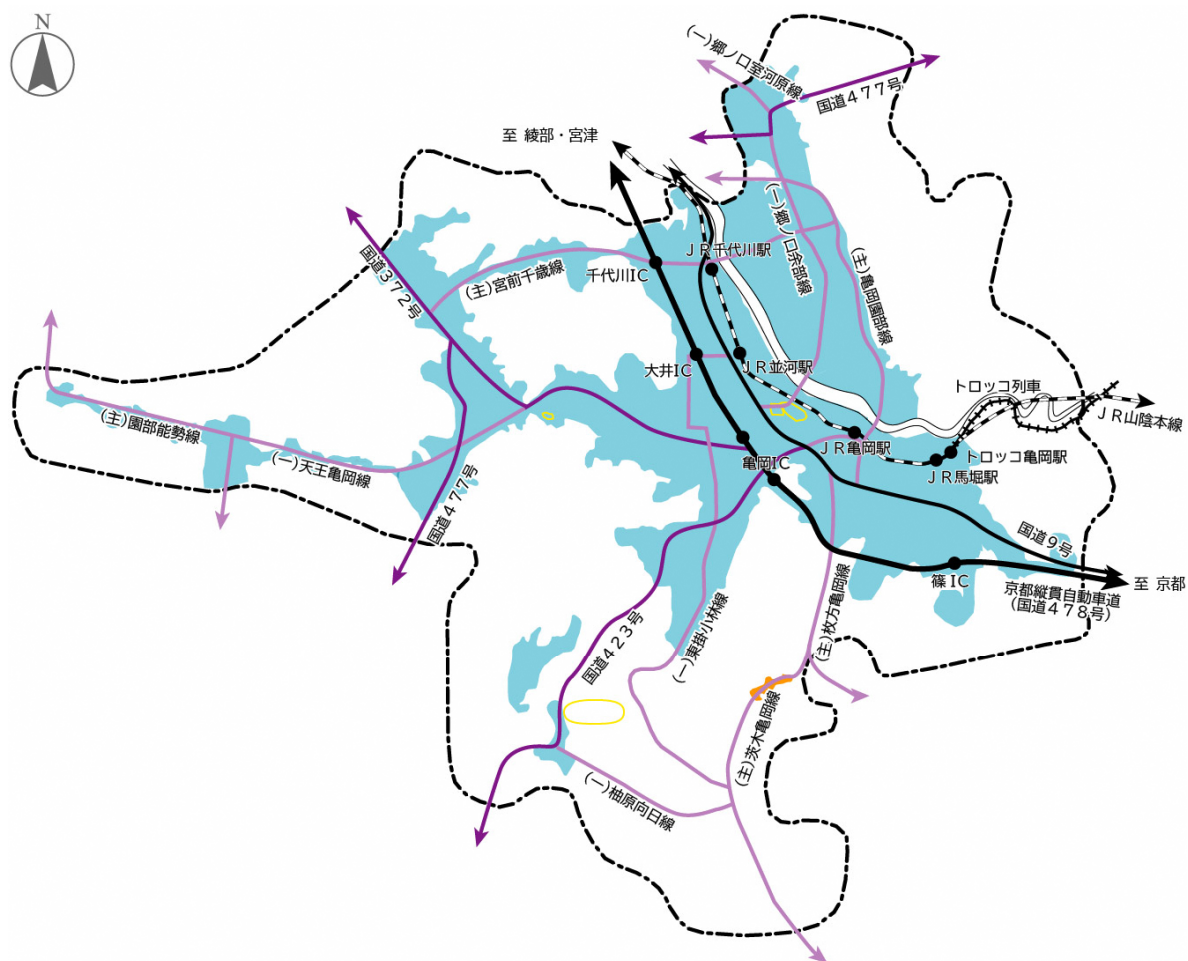 N
(一)郷ノ口室河原線
国道477号
至 綾部・宮津
(一)郷ノ口余部線
国道372号
(主)宮前千歳線
千代川IC
JR千代川駅
(主)亀岡園部線
大井IC
JR並河駅
トロッコ列車
JR山陰本線
(主)園部能勢線
(一)天王亀岡線
国道477号
亀岡IC
JR亀岡駅
トロッコ亀岡駅
JR馬堀駅
国道9号
至 京都
篠IC
京都縦貫自動車道
(国道478号)
(主)枚方亀岡線
国道423号
(一)東掛小林線
(主)茨木亀岡線
(一)柚原向日線